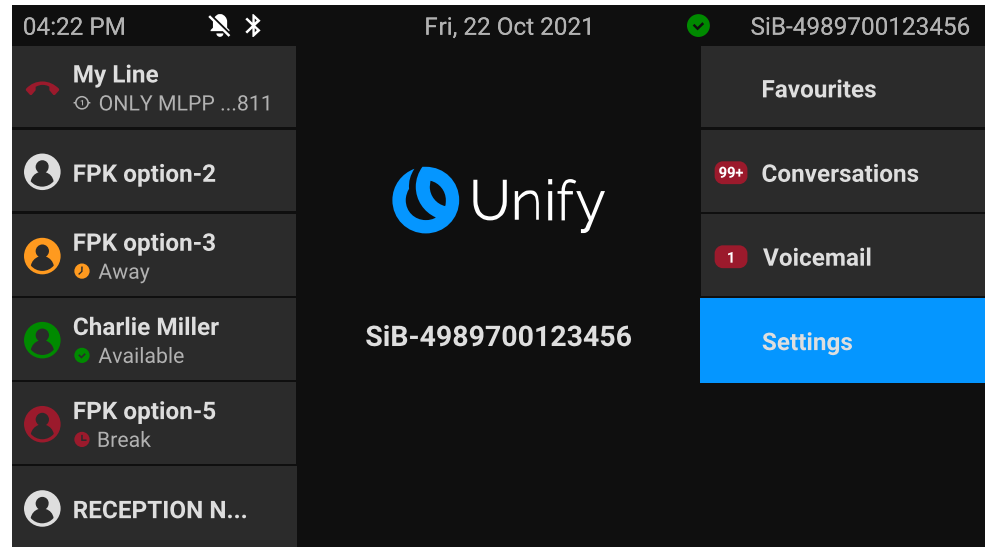 04:22 PM
Fri, 22 Oct 2021
SiB-4989700123456
My Line
ONLY MLPP ...811
FPK option-2
FPK option-3
Away
Charlie Miller
Available
FPK option-5
Break
RECEPTION N...
Unify
SiB-4989700123456
Favourites
99+ Conversations
1 Voicemail
Settings